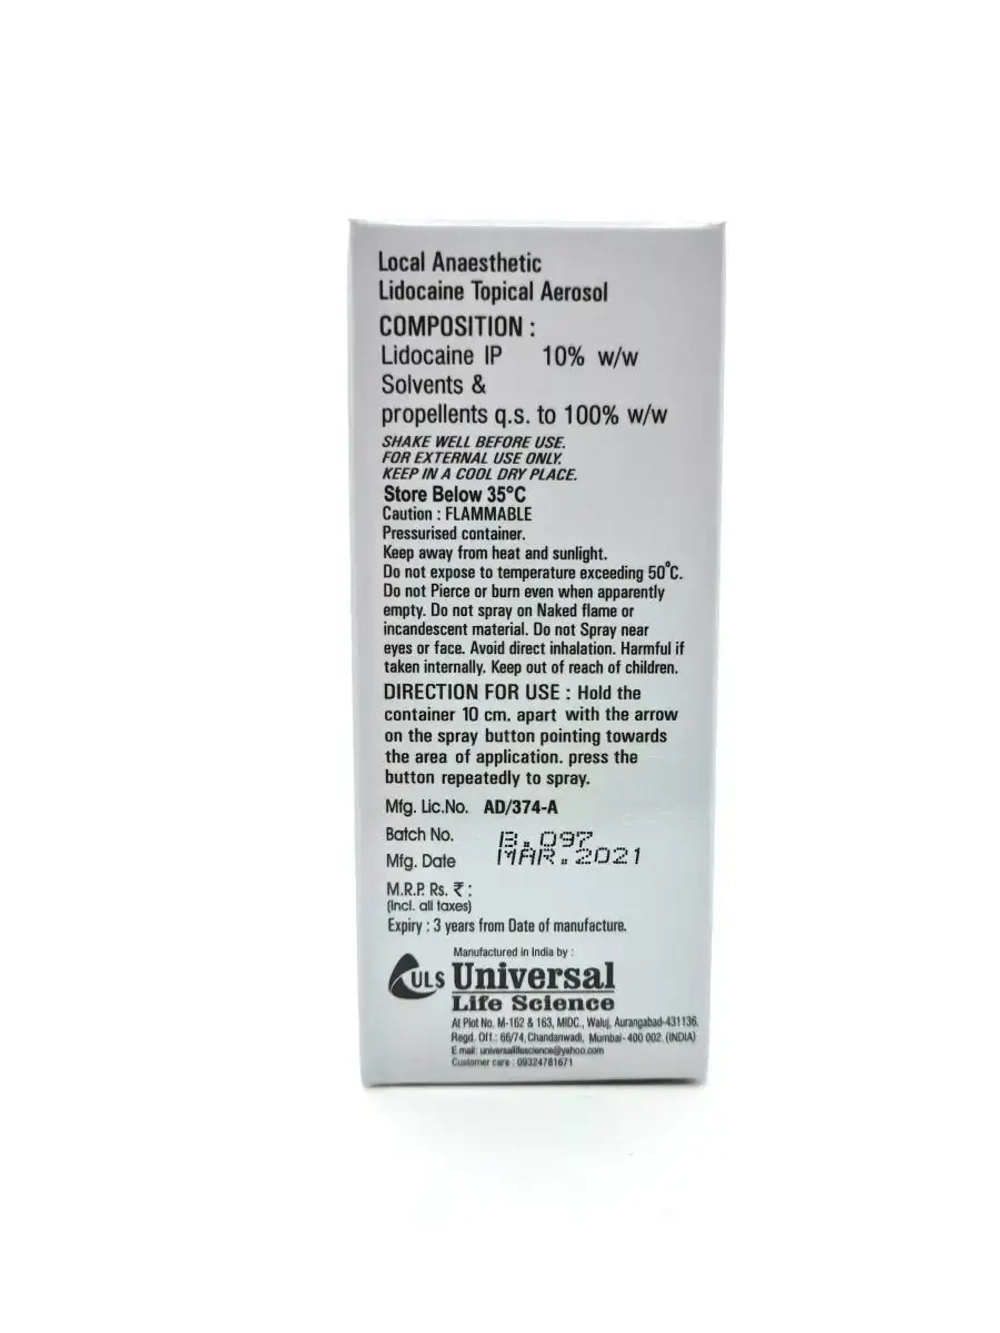 Local Anaesthetic
Lidocaine Topical Aerosol
COMPOSITION :
Lidocaine IP 10% w/w
Solvents &
propellents q.s. to 100% w/w
SHAKE WELL BEFORE USE.
FOR EXTERNAL USE ONLY.
KEEP IN A COOL DRY PLACE.
Store Below 35°C
Caution : FLAMMABLE
Pressurised container.
Keep away from heat and sunlight.
Do not expose to temperature exceeding 50°C.
Do not Pierce or burn even when apparently
empty. Do not spray on Naked flame or
incandescent material. Do not Spray near
eyes or face. Avoid direct inhalation. Harmful if
taken internally. Keep out of reach of children.
DIRECTION FOR USE : Hold the
container 10 cm. apart with the arrow
on the spray button pointing towards
the area of application. press the
button repeatedly to spray.
Mfg. Lic.No. AD/374-A
Batch No. B.097
Mfg. Date MAR.2021
M.R.P. Rs. ₹ :
(Incl. all taxes)
Expiry : 3 years from Date of manufacture.
Manufactured in India by :
ULS Universal
Life Science
At Plot No. M-162 & 163, MIDC., Waluj, Aurangabad-431136.
Regd. Off.: 66/74, Chandanwadi, Mumbai-400 002. (INDIA)
E mail: universallifescience@yahoo.com
Customer care : 09324781671